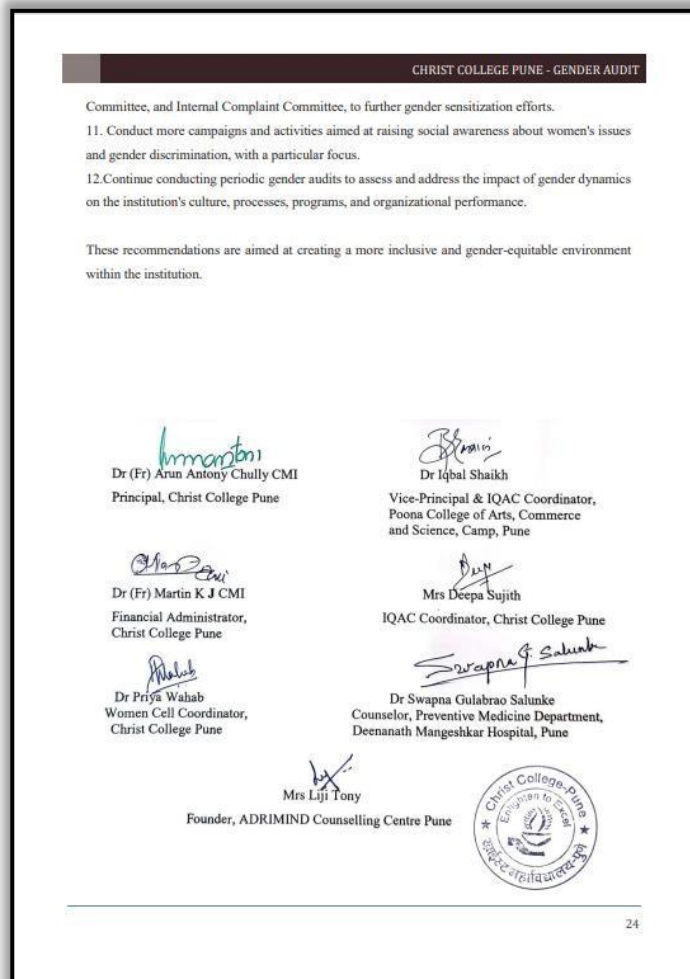 CHRIST COLLEGE PUNE - GENDER AUDIT
Committee, and Internal Complaint Committee, to further gender sensitization efforts.
11. Conduct more campaigns and activities aimed at raising social awareness about women's issues
and gender discrimination, with a particular focus.
12.Continue conducting periodic gender audits to assess and address the impact of gender dynamics
on the institution's culture, processes, programs, and organizational performance.
These recommendations are aimed at creating a more inclusive and gender-equitable environment
within the institution.
Dr (Fr) Arun Antony Chully CMI
Principal, Christ College Pune
Dr Iqbal Shaikh
Vice-Principal & IQAC Coordinator,
Poona College of Arts, Commerce
and Science, Camp, Pune
Dr (Fr) Martin K J CMI
Financial Administrator,
Christ College Pune
Mrs Deepa Sujith
IQAC Coordinator, Christ College Pune
Dr Priya Wahab
Women Cell Coordinator,
Christ College Pune
Swapna G. Salunke
Dr Swapna Gulabrao Salunke
Counselor, Preventive Medicine Department,
Deenanath Mangeshkar Hospital, Pune
Mrs Liji Tony
Founder, ADRIMIND Counselling Centre Pune
Christ College-Pune
Enlighten to Excel
ख्राईस्ट महाविद्यालय-पुणे
24